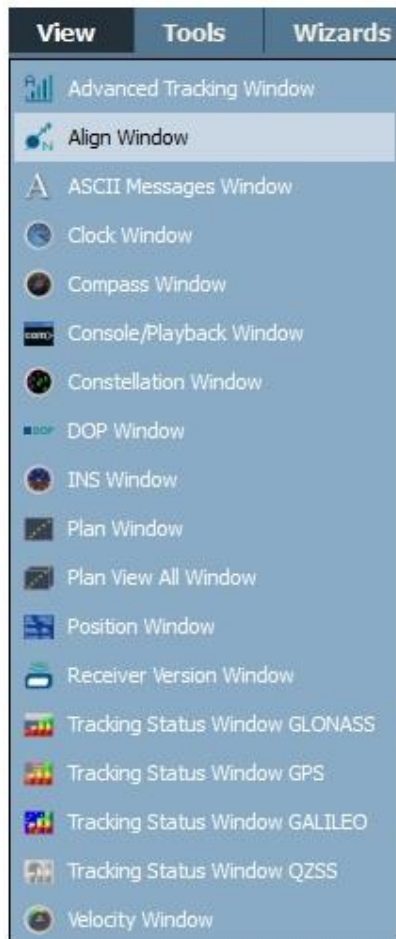 View Tools Wizards
Advanced Tracking Window
Align Window
ASCII Messages Window
Clock Window
Compass Window
Console/Playback Window
Constellation Window
DOP Window
INS Window
Plan Window
Plan View All Window
Position Window
Receiver Version Window
Tracking Status Window GLONASS
Tracking Status Window GPS
Tracking Status Window GALILEO
Tracking Status Window QZSS
Velocity Window